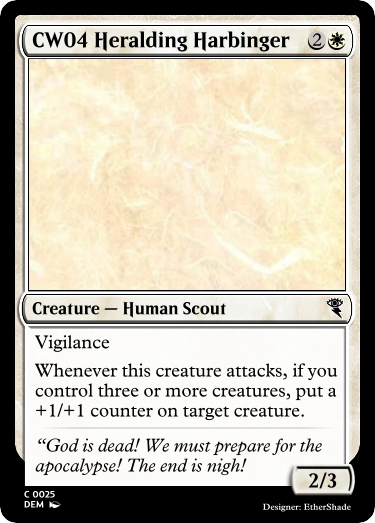 CW04 Heralding Harbinger 2
Creature — Human Scout
Vigilance
Whenever this creature attacks, if you
control three or more creatures, put a
+1/+1 counter on target creature.
“God is dead! We must prepare for the
apocalypse! The end is nigh!
2/3
C 0025
DEM
Designer: EtherShade